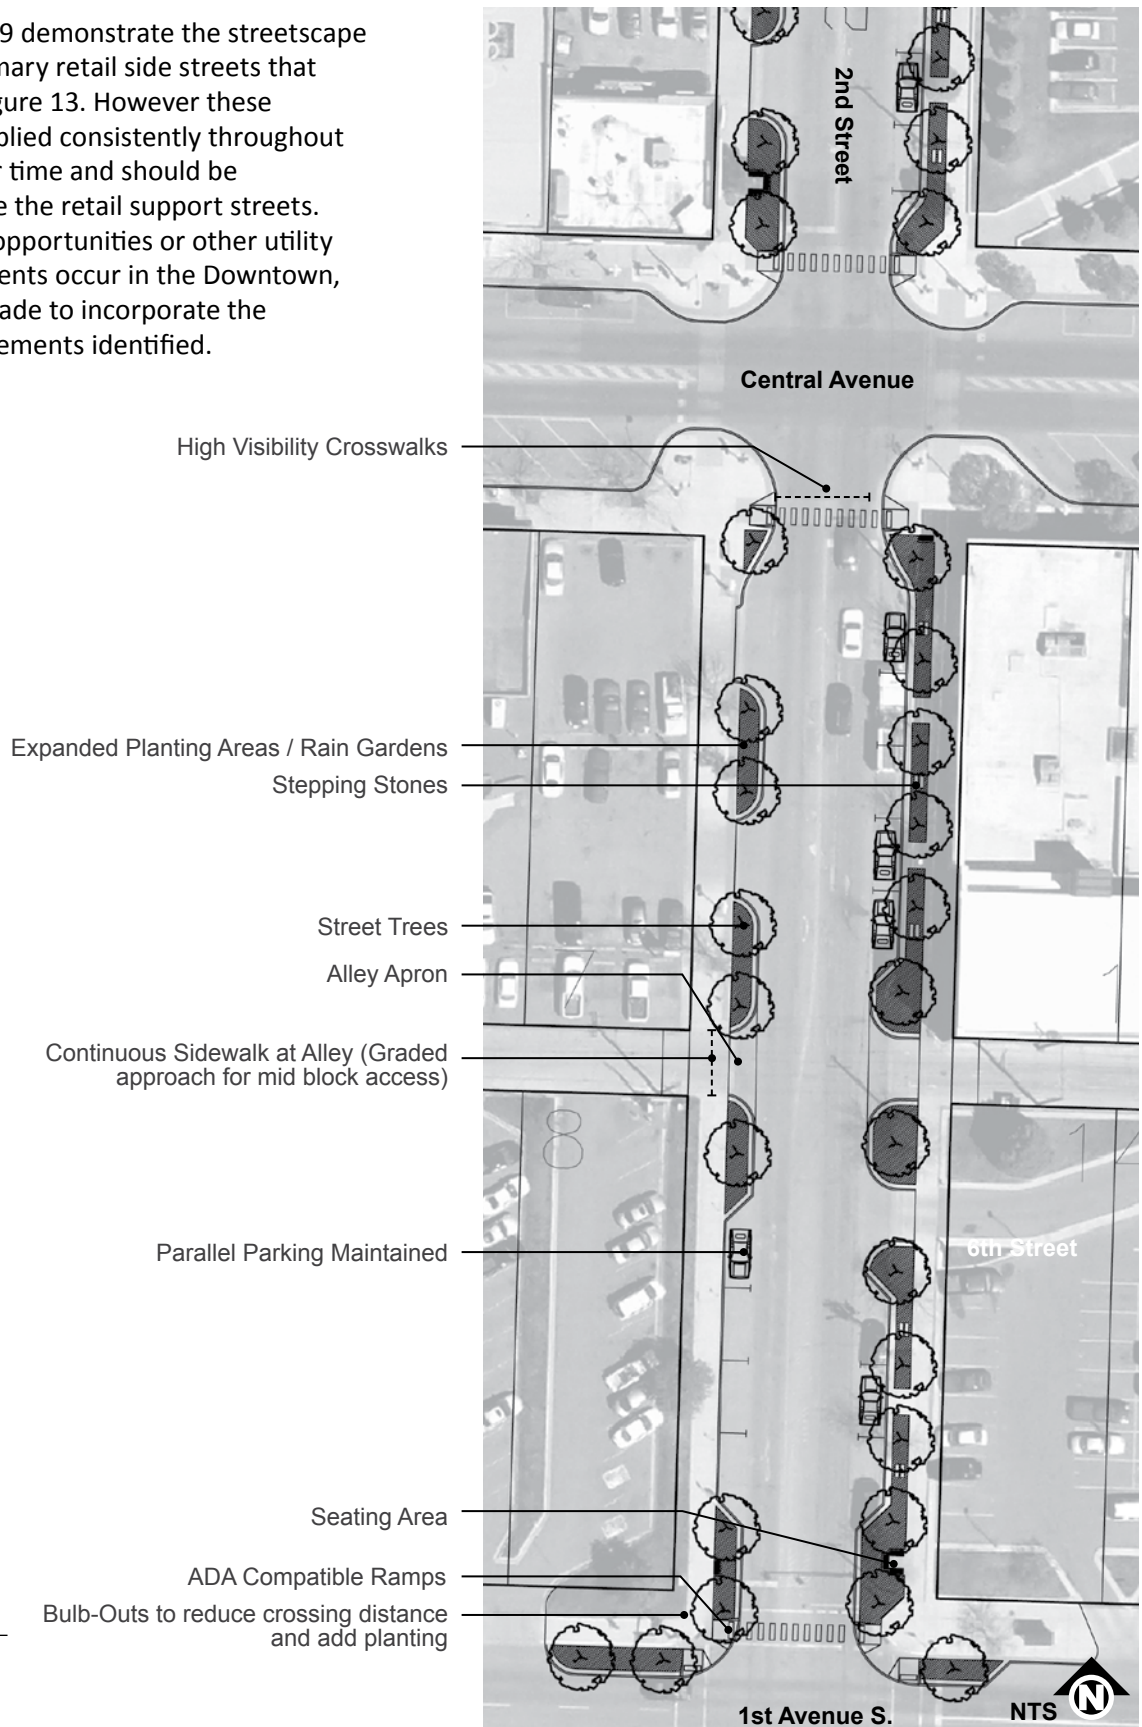 9 demonstrate the streetscape
mary retail side streets that
gure 13. However these
plied consistently throughout
r time and should be
e the retail support streets.
opportunities or other utility
ents occur in the Downtown,
ade to incorporate the
ements identified.
2nd Street
Central Avenue
High Visibility Crosswalks
Expanded Planting Areas / Rain Gardens
Stepping Stones
Street Trees
Alley Apron
Continuous Sidewalk at Alley (Graded
approach for mid block access)
8
1
14
Parallel Parking Maintained
6th Street
Seating Area
ADA Compatible Ramps
Bulb-Outs to reduce crossing distance
and add planting
1st Avenue S.
NTS
N